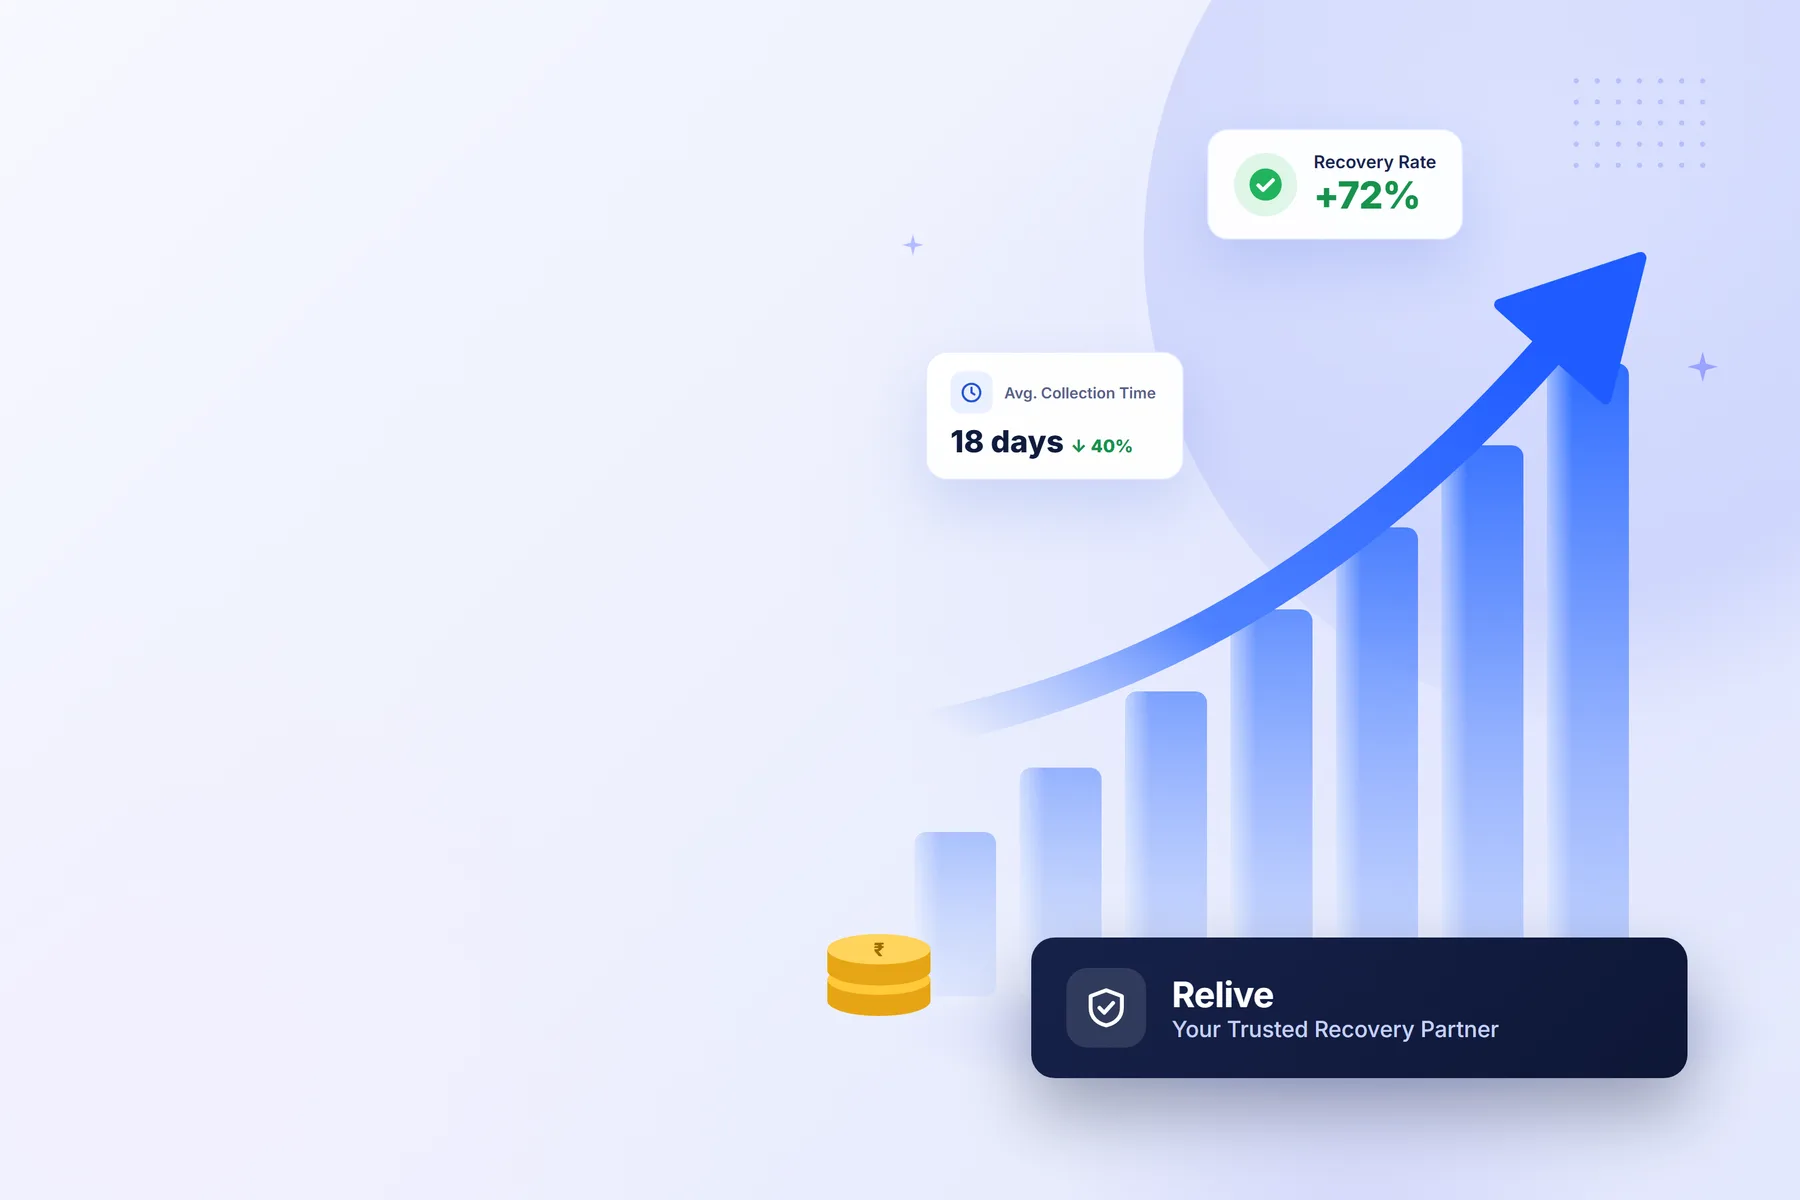 Recovery Rate
+72%
Avg. Collection Time
18 days ↓ 40%
₹
Relive
Your Trusted Recovery Partner